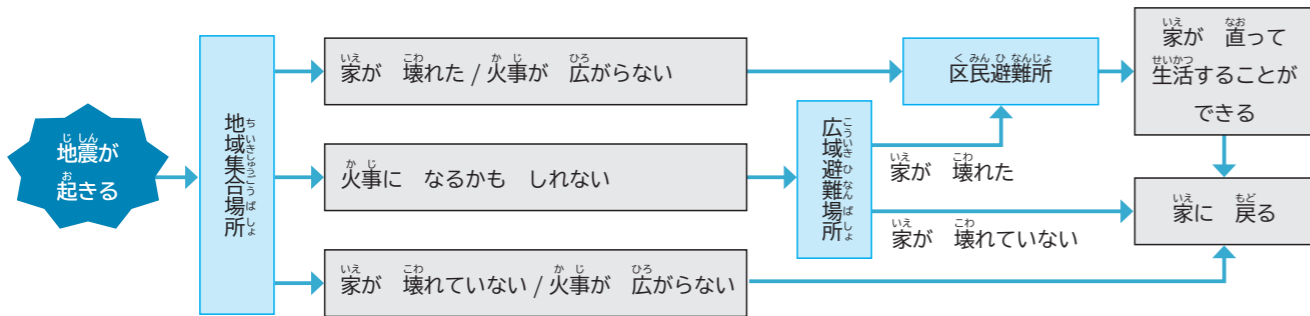 地震が
起きる
地域集合場所
家が 壊れた / 火事が 広がらない
火事に なるかも しれない
家が 壊れていない / 火事が 広がらない
広域避難場所
区民避難所
家が 壊れた
家が 壊れていない
家が 直って
生活することが
できる
家に 戻る